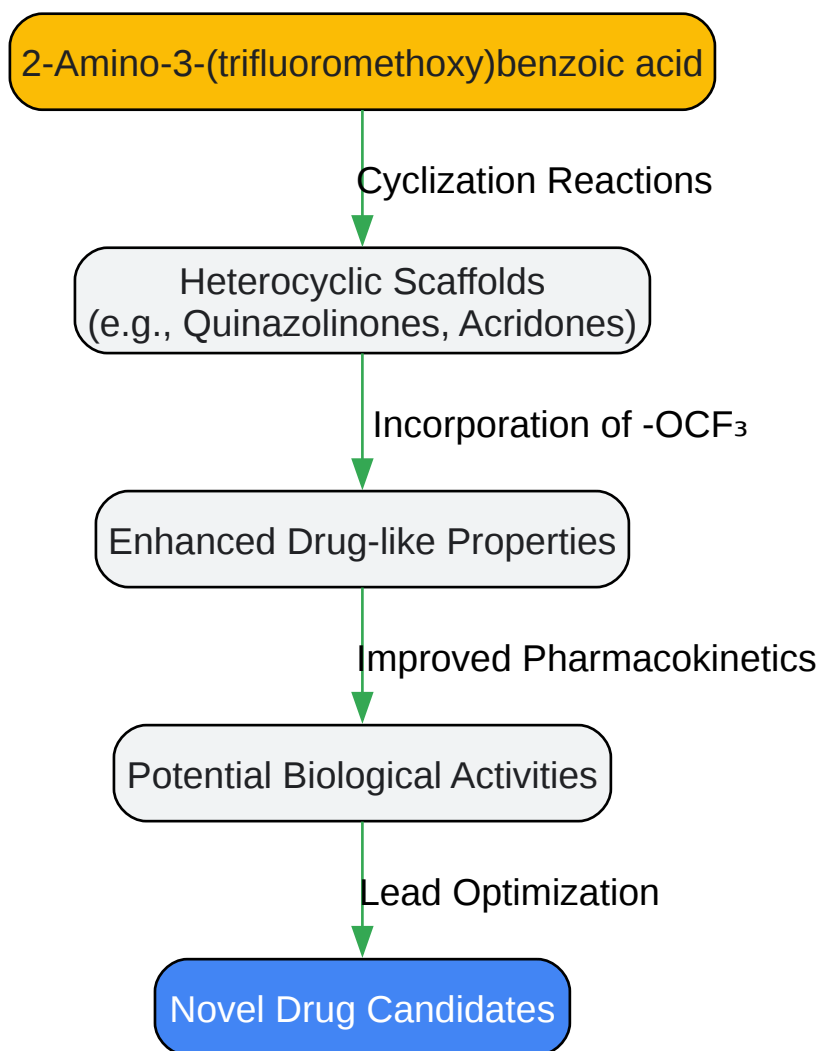 2-Amino-3-(trifluoromethoxy)benzoic acid
Cyclization Reactions
Heterocyclic Scaffolds
(e.g., Quinazolinones, Acridones)
Incorporation of -OCF₃
Enhanced Drug-like Properties
Improved Pharmacokinetics
Potential Biological Activities
Lead Optimization
Novel Drug Candidates